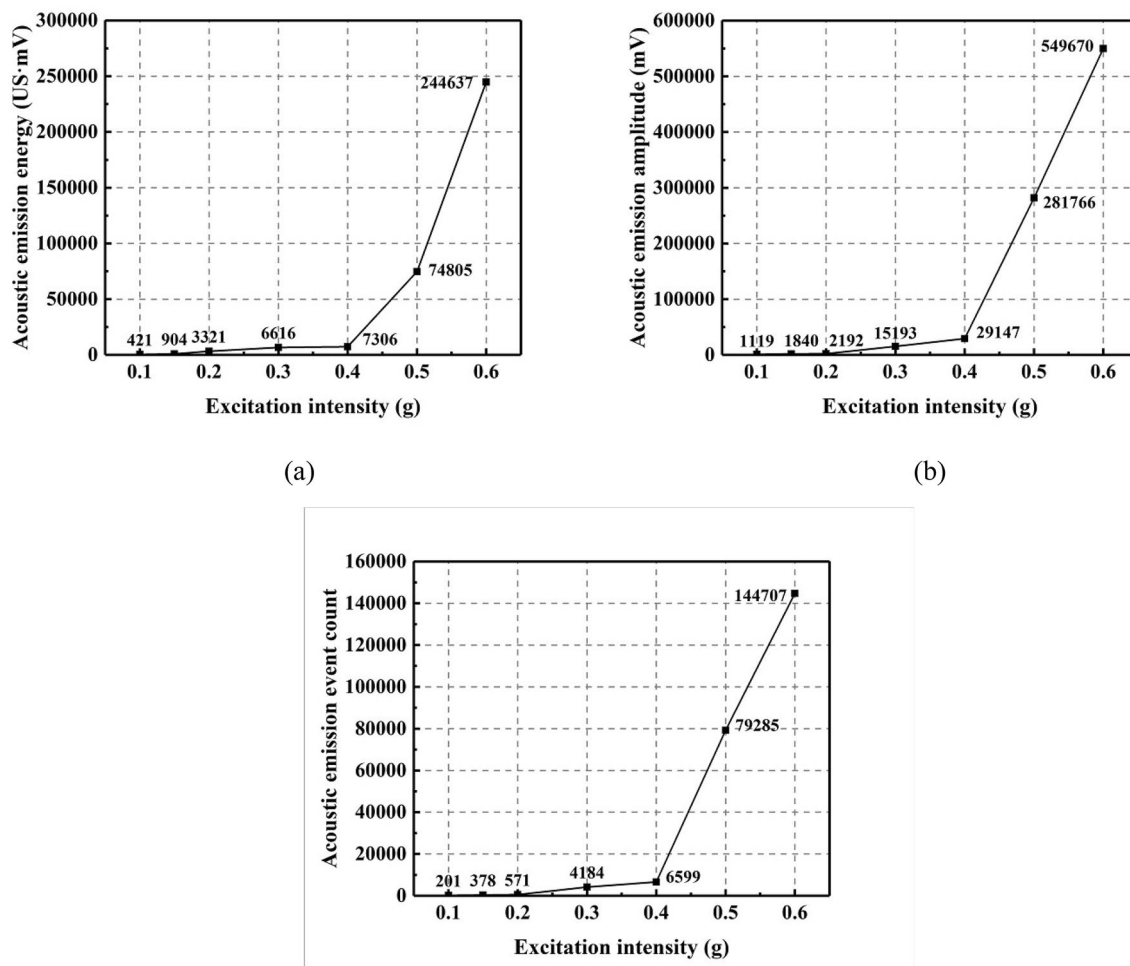 Acoustic emission energy (US·mV)
300000
250000
200000
150000
100000
50000
0
421 904 3321 6616 7306 74805 244637
0.1 0.2 0.3 0.4 0.5 0.6
Excitation intensity (g)
(a)
Acoustic emission amplitude (mV)
600000
500000
400000
300000
200000
100000
0
1119 1840 2192 15193 29147 281766 549670
0.1 0.2 0.3 0.4 0.5 0.6
Excitation intensity (g)
(b)
Acoustic emission event count
160000
140000
120000
100000
80000
60000
40000
20000
0
201 378 571 4184 6599 79285 144707
0.1 0.2 0.3 0.4 0.5 0.6
Excitation intensity (g)